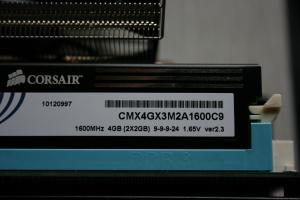 CORSAIR
10120997
CMX4GX3M2A1600C9
1600MHz 4GB (2X2GB) 9-9-9-24 1.65V ver2.3